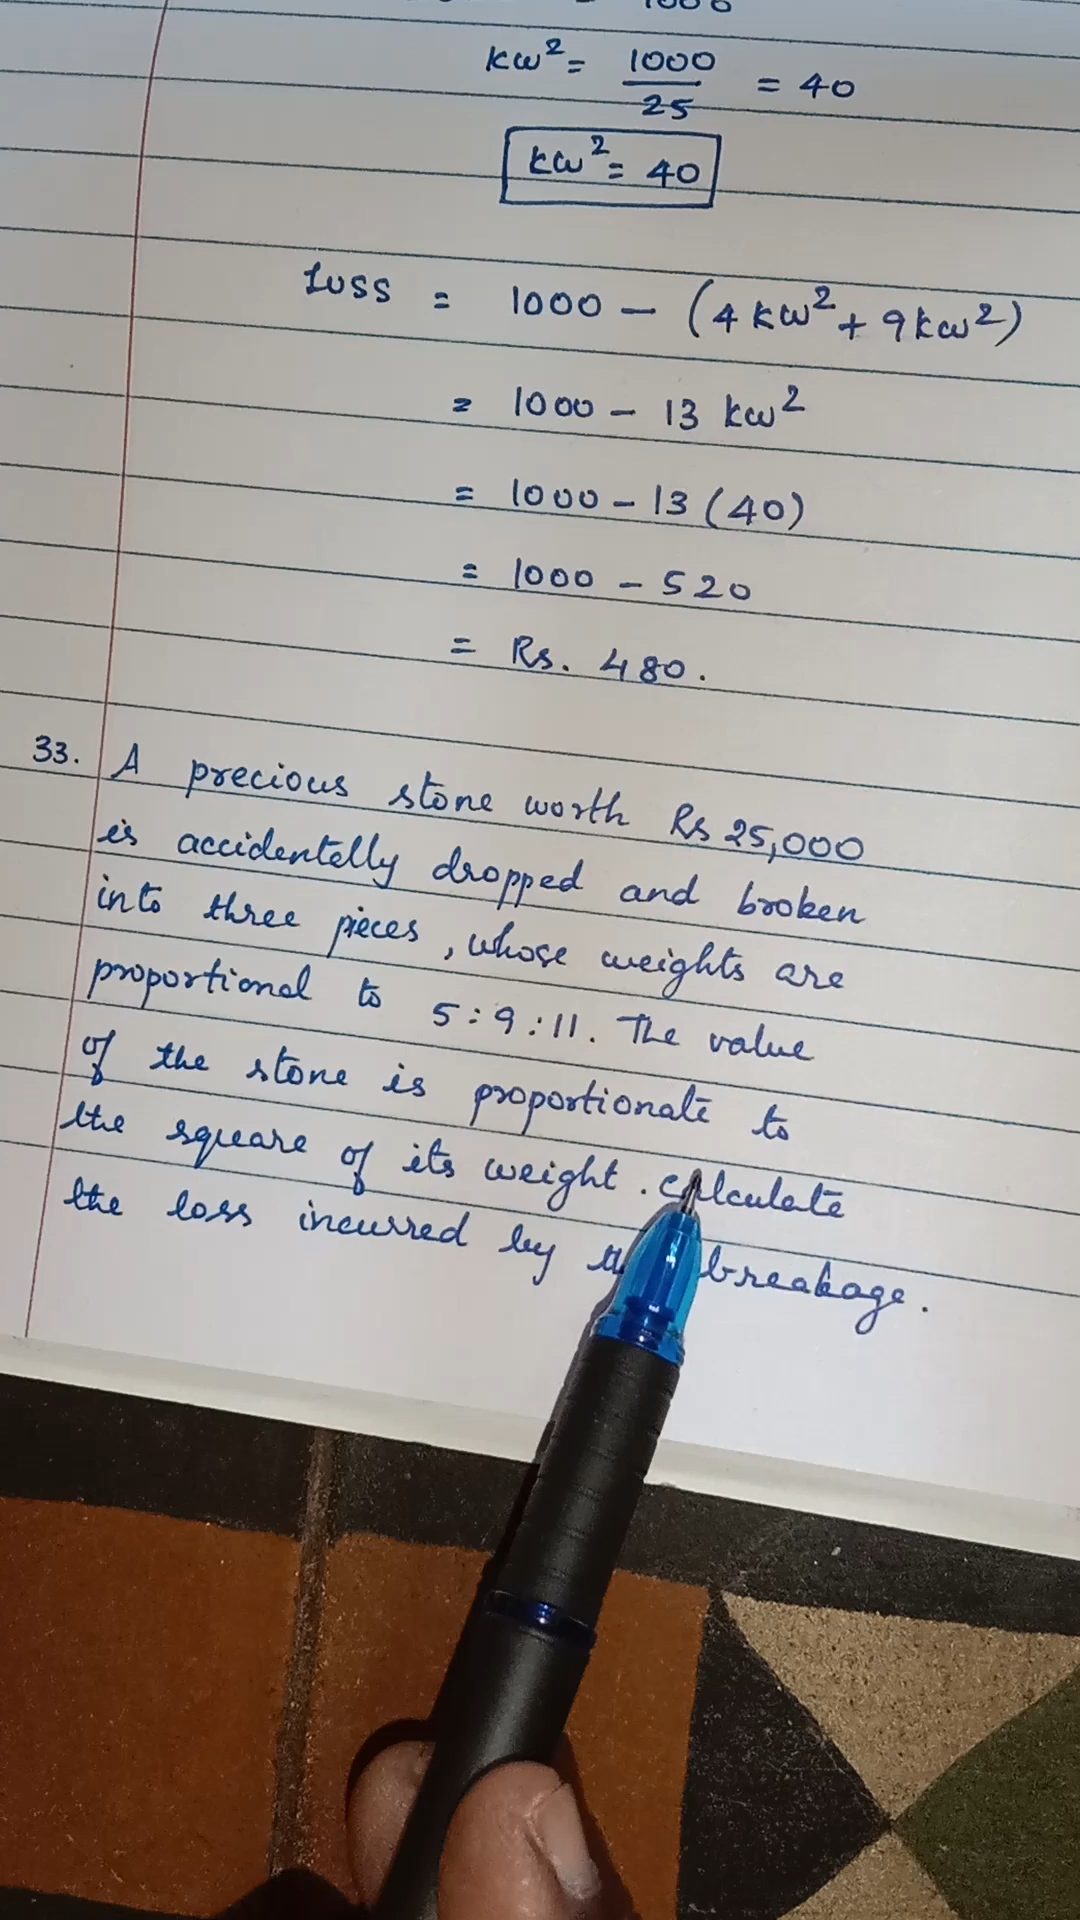 kw² = 1000/25 = 40
kw² = 40
Loss = 1000 - (4kw² + 9kw²)
= 1000 - 13 kw²
= 1000 - 13 (40)
= 1000 - 520
= Rs. 480.
33. A precious stone worth Rs 25,000
is accidentelly dropped and broken
into three pieces, whose weights are
proportional to 5:9:11. The value
of the stone is proportionate to
the square of its weight. calculate
the loss incurred by breakage.